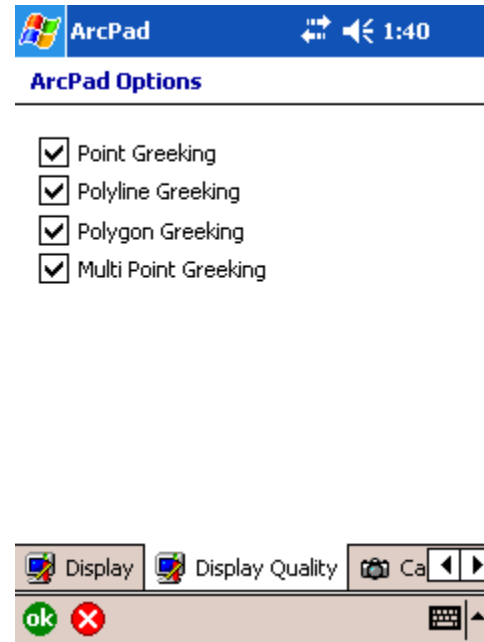 ArcPad 1:40
ArcPad Options
Point Greeking
Polyline Greeking
Polygon Greeking
Multi Point Greeking
Display Display Quality Ca
ok